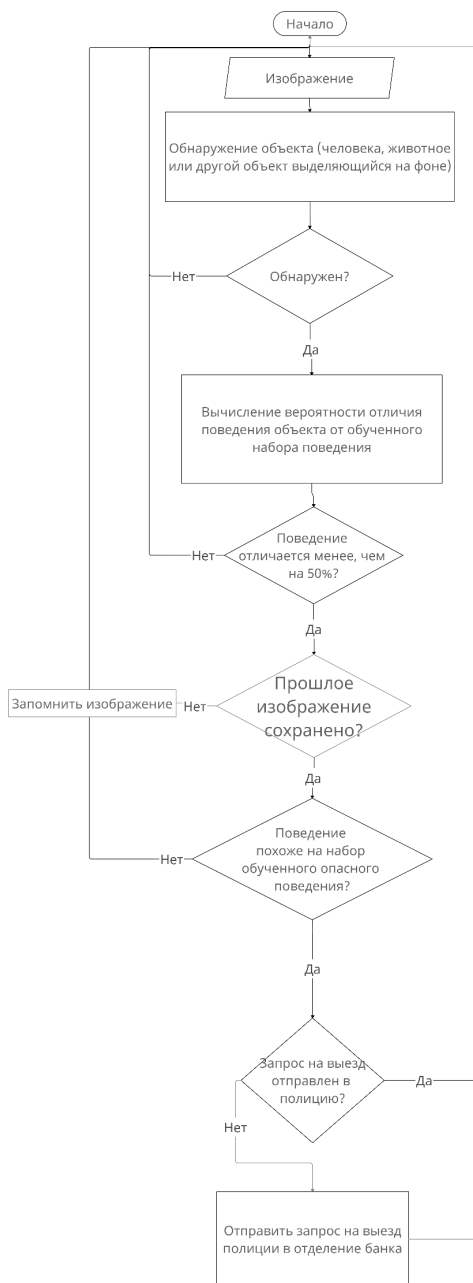 Начало
Изображение
Обнаружение объекта (человека, животное
или другой объект выделяющийся на фоне)
Нет
Обнаружен?
Да
Вычисление вероятности отличия
поведения объекта от обученного
набора поведения
Нет
Поведение
отличается менее, чем
на 50%?
Да
Запомнить изображение
Нет
Прошлое
изображение
сохранено?
Да
Нет
Поведение
похоже на набор
обученного опасного
поведения?
Да
Запрос на выезд
отправлен в
полицию?
Да
Нет
Отправить запрос на выезд
полиции в отделение банка